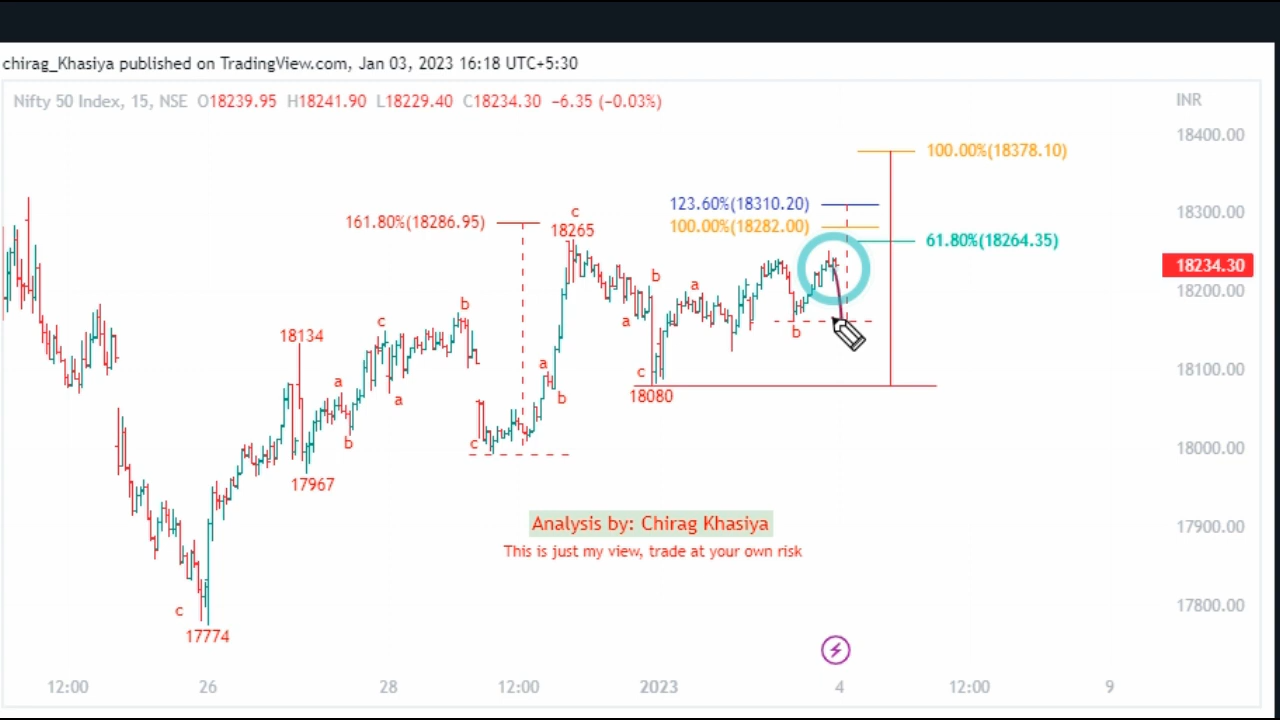 chirag_Khasiya published on TradingView.com, Jan 03, 2023 16:18 UTC+5:30
Nifty 50 Index, 15, NSE O18239.95 H18241.90 L18229.40 C18234.30 −6.35 (−0.03%)
INR
18400.00
100.00%(18378.10)
123.60%(18310.20)
18300.00
c
161.80%(18286.95)
18265
100.00%(18282.00)
61.80%(18264.35)
18234.30
b
a
18200.00
b
c
a
b
18134
a
18100.00
c
a
b
a
18080
b
c
18000.00
17967
Analysis by: Chirag Khasiya
17900.00
This is just my view, trade at your own risk
c
17800.00
17774
12:00 26 28 12:00 2023 4 12:00 9